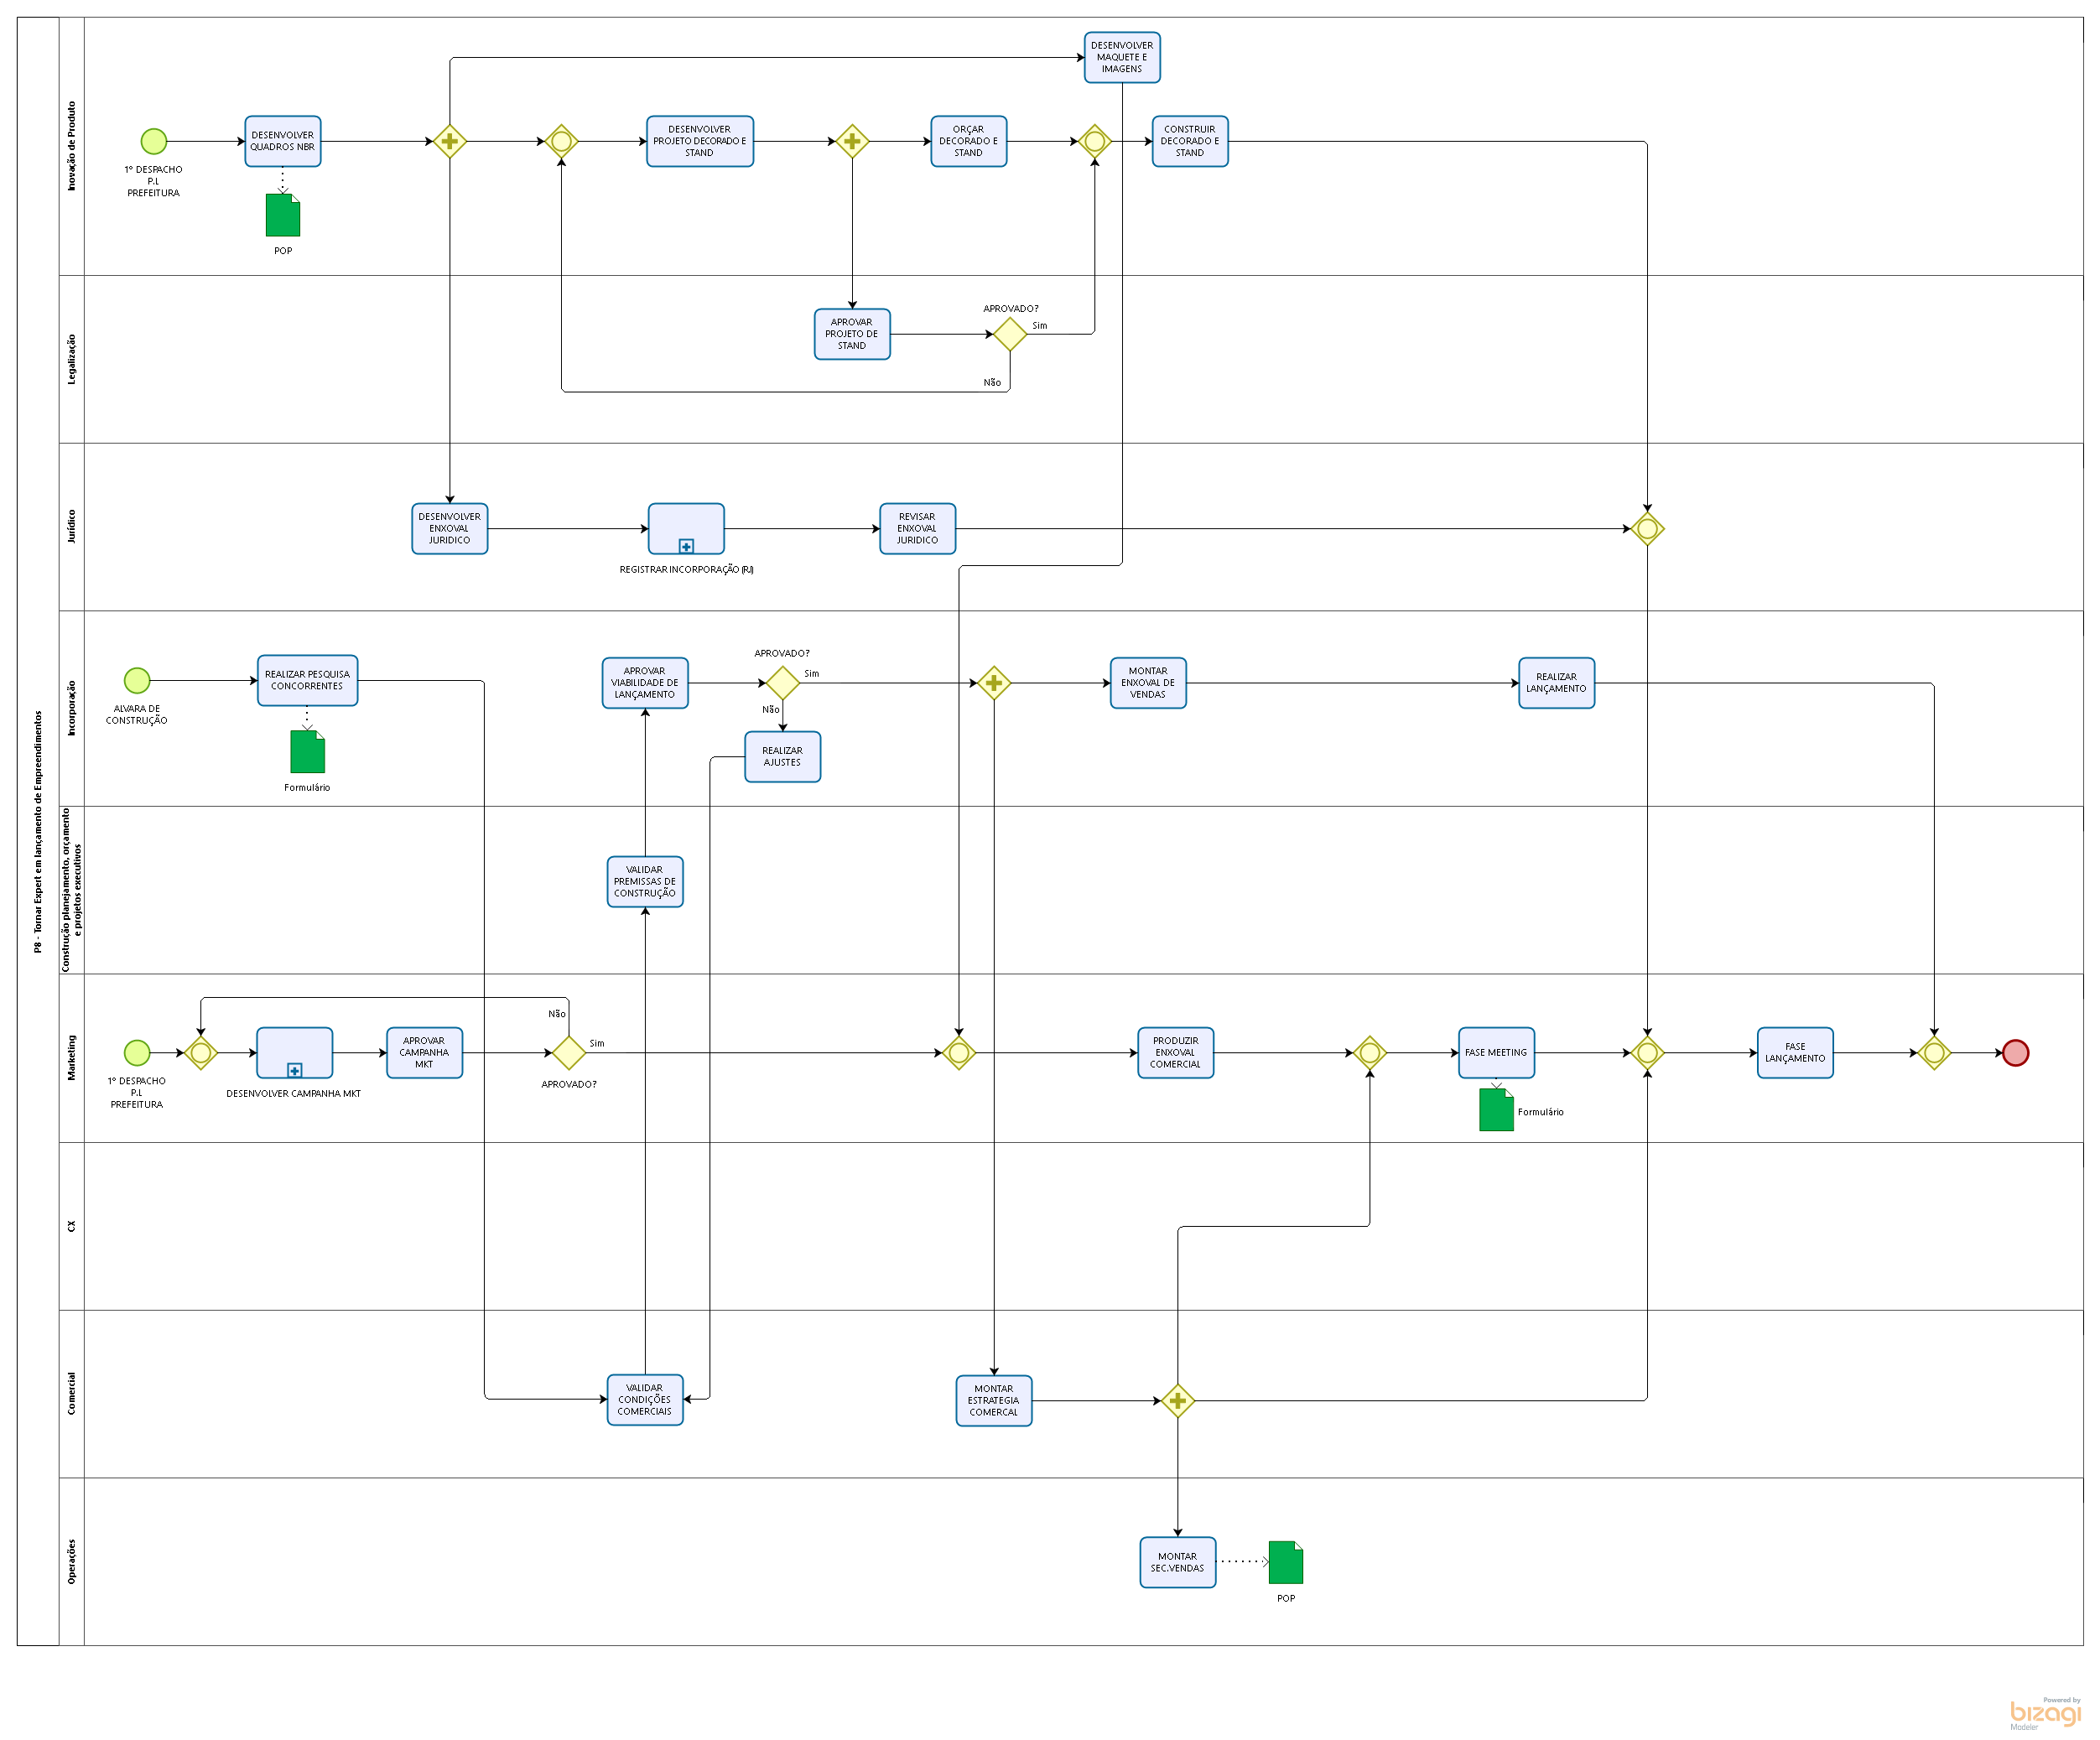 P8 - Tornar Expert em lançamento de Empreendimentos
Inovação de Produto
DESENVOLVER
MAQUETE E
IMAGENS
1º DESPACHO
P.L
PREFEITURA
DESENVOLVER
QUADROS NBR
POP
DESENVOLVER
PROJETO DECORADO E
STAND
ORÇAR
DECORADO E
STAND
CONSTRUIR
DECORADO E
STAND
Legalização
APROVAR
PROJETO DE
STAND
APROVADO?
Sim
Não
Jurídico
DESENVOLVER
ENXOVAL
JURIDICO
REGISTRAR INCORPORAÇÃO (RJ)
REVISAR
ENXOVAL
JURIDICO
Incorporação
ALVARA DE
CONSTRUÇÃO
REALIZAR PESQUISA
CONCORRENTES
Formulário
APROVAR
VIABILIDADE DE
LANÇAMENTO
APROVADO?
Sim
Não
REALIZAR
AJUSTES
MONTAR
ENXOVAL DE
VENDAS
REALIZAR
LANÇAMENTO
Construção planejamento, orçamento
e projetos executivos
VALIDAR
PREMISSAS DE
CONSTRUÇÃO
Marketing
1º DESPACHO
P.L
PREFEITURA
DESENVOLVER CAMPANHA MKT
APROVAR
CAMPANHA
MKT
Não
Sim
APROVADO?
PRODUZIR
ENXOVAL
COMERCIAL
FASE MEETING
Formulário
FASE
LANÇAMENTO
CX
Comercial
VALIDAR
CONDIÇÕES
COMERCIAIS
MONTAR
ESTRATEGIA
COMERCAL
Operações
MONTAR
SEC.VENDAS
POP
Powered by
bizagi
Modeler